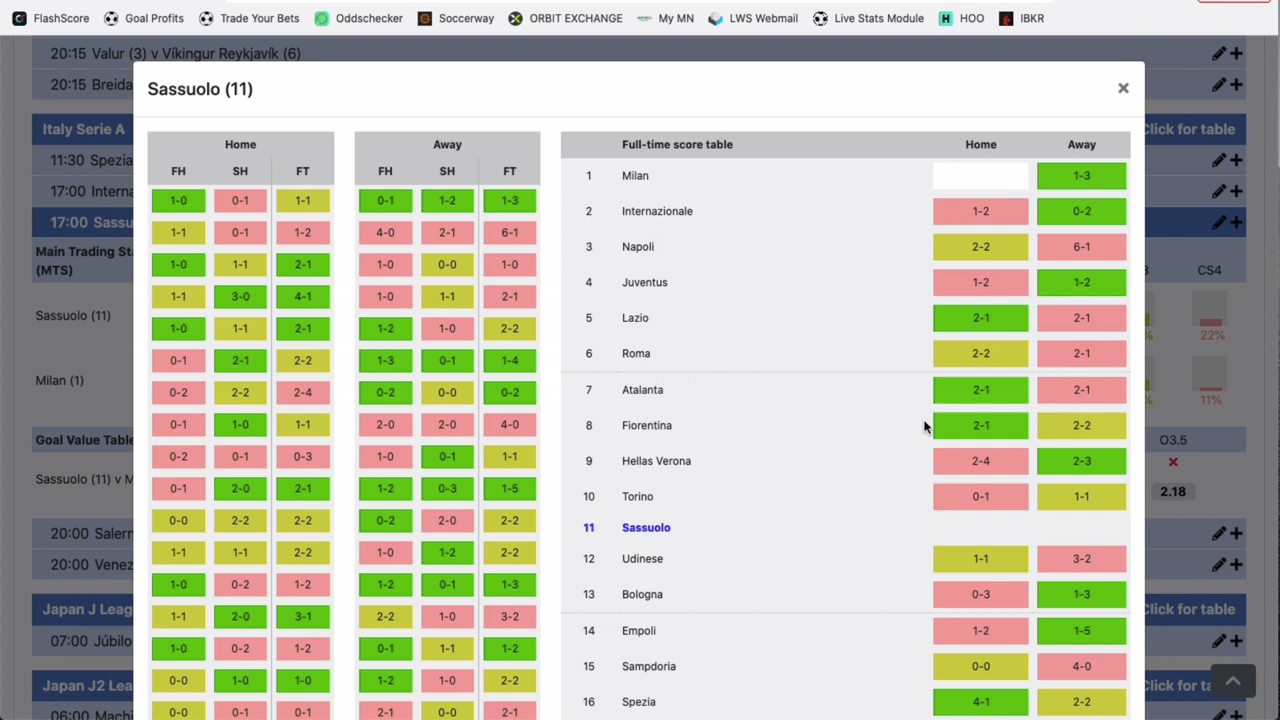 FlashScore Goal Profits Trade Your Bets Oddschecker Soccerway ORBIT EXCHANGE My MN LWS Webmail Live Stats Module HOO IBKR
20:15 Valur (3) v Víkingur Reykjavík (6)
20:15 Breida
Italy Serie A
Click for table
11:30 Spezia
17:00 Interna
17:00 Sassu
Main Trading Sta
(MTS)
CS4
Sassuolo (11)
22%
Milan (1)
11%
Goal Value Table
O3.5
Sassuolo (11) v M
2.18
20:00 Salern
20:00 Venez
Japan J Leag
Click for table
07:00 Júbilo
Japan J2 Lea
Click for ta
06:00 Machi
Sassuolo (11)
×
Home
FH SH FT
1-0 0-1 1-1
1-1 0-1 1-2
1-0 1-1 2-1
1-1 3-0 4-1
1-0 1-1 2-1
0-1 2-1 2-2
0-2 2-2 2-4
0-1 1-0 1-1
0-2 0-1 0-3
0-1 2-0 2-1
0-0 2-2 2-2
1-1 1-1 2-2
1-0 0-2 1-2
1-1 2-0 3-1
1-0 0-2 1-2
0-0 1-0 1-0
0-0 0-1 0-1
Away
FH SH FT
0-1 1-2 1-3
4-0 2-1 6-1
1-0 0-0 1-0
1-0 1-1 2-1
1-2 1-0 2-2
1-3 0-1 1-4
0-2 0-0 0-2
2-0 2-0 4-0
1-0 0-1 1-1
1-2 0-3 1-5
0-2 2-0 2-2
1-0 1-2 2-2
1-2 0-1 1-3
2-2 1-0 3-2
0-1 1-1 1-2
1-2 1-0 2-2
2-1 0-0 2-1
Full-time score table Home Away
1 Milan 1-3
2 Internazionale 1-2 0-2
3 Napoli 2-2 6-1
4 Juventus 1-2 1-2
5 Lazio 2-1 2-1
6 Roma 2-2 2-1
7 Atalanta 2-1 2-1
8 Fiorentina 2-1 2-2
9 Hellas Verona 2-4 2-3
10 Torino 0-1 1-1
11 Sassuolo
12 Udinese 1-1 3-2
13 Bologna 0-3 1-3
14 Empoli 1-2 1-5
15 Sampdoria 0-0 4-0
16 Spezia 4-1 2-2